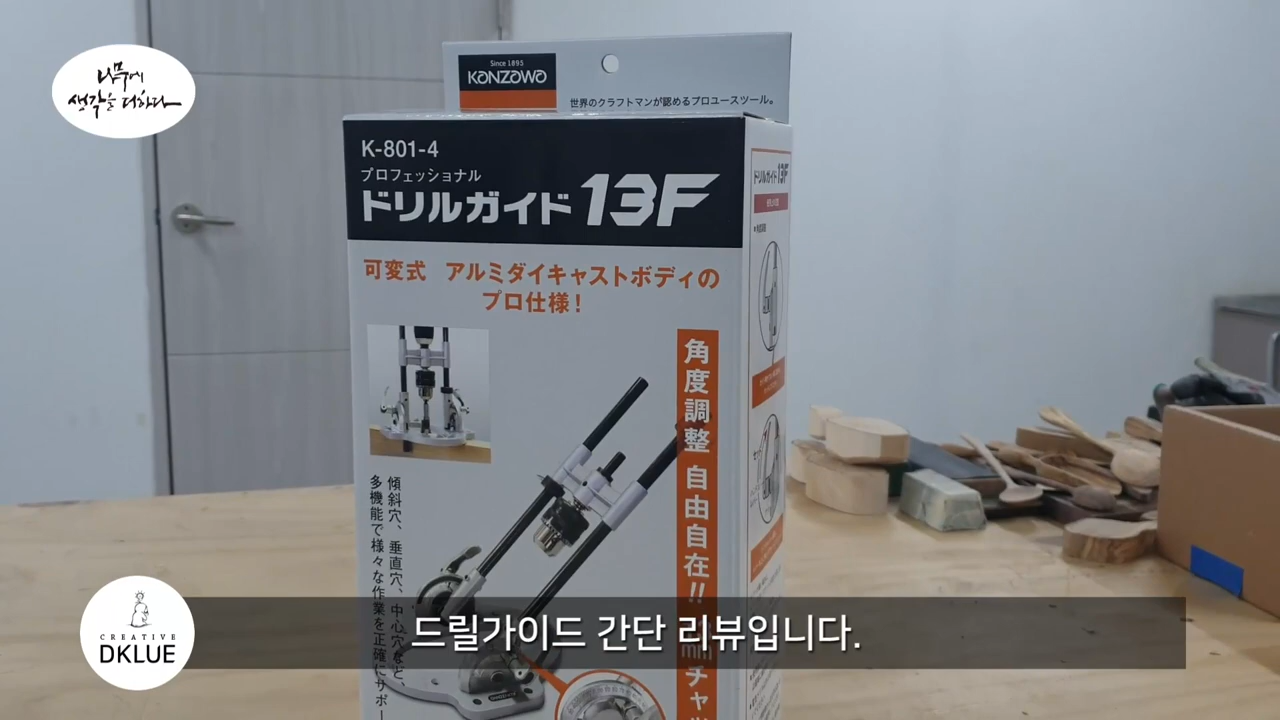 나무에
생각을 더하다
Since 1895
KANZAWA
世界のクラフトマンが認めるプロユースツール。
K-801-4
プロフェッショナル
ドリルガイド 13F
ドリルガイド 13F
可変式 アルミダイキャストボディの
プロ仕様!
角度調整 自由自在!!
傾斜穴、垂直穴、中心穴など、
多機能で様々な作業を正確にサポー
드릴가이드 간단 리뷰입니다.
CREATIVE
DKLUE